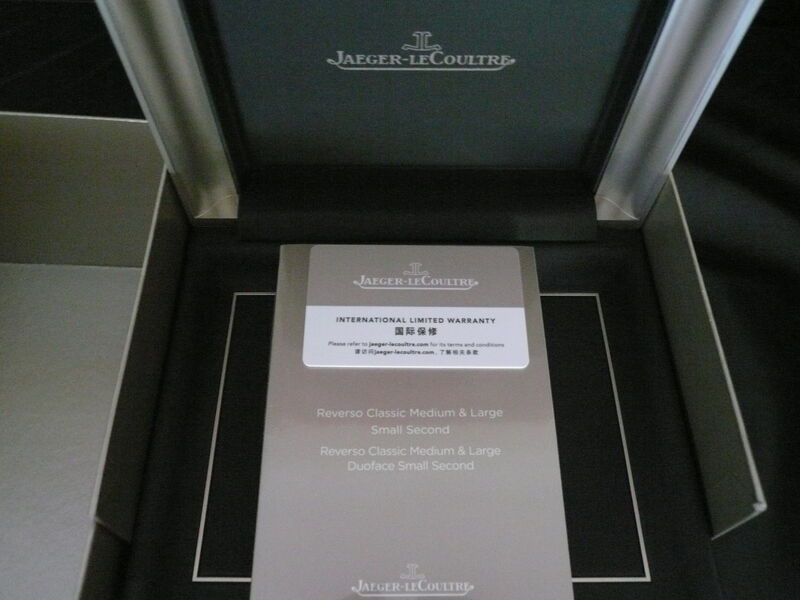 JAEGER-LECOULTRE
JAEGER-LECOULTRE
INTERNATIONAL LIMITED WARRANTY
国际保修
Please refer to jaeger-lecoultre.com for its terms and conditions
请访问jaeger-lecoultre.com，了解相关条款
Reverso Classic Medium & Large
Small Second
Reverso Classic Medium & Large
Duoface Small Second
JAEGER-LECOULTRE